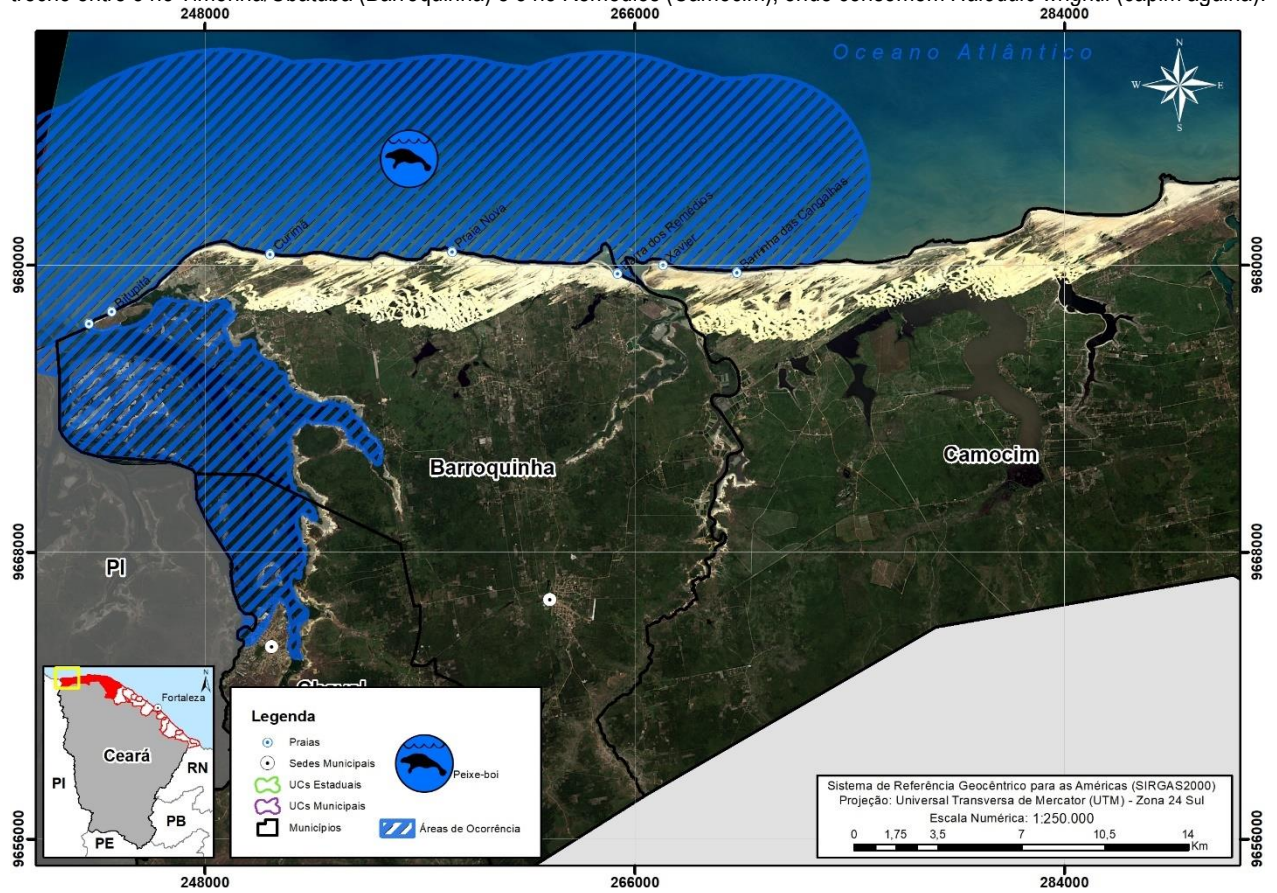 trecho entre o rio Timonha/Ubatuba (Barroquinha) e o rio Remédios (Camocim), onde consomem Halodule wrightii (capim agulha).
248000 266000 284000
Oceano Atlântico
N
W E
S
Curimã
Praia Nova
Barra dos Remédios
Xavier
Barrinha das Cangalhas
Bitupitá
9680000 9680000
Barroquinha
Camocim
9668000 9668000
PI
Chaval
N
Fortaleza
Ceará
PI
RN
PB
PE
Legenda
Praias
Sedes Municipais
UCs Estaduais
UCs Municipais
Municípios
Peixe-boi
Áreas de Ocorrência
Sistema de Referência Geocêntrico para as Américas (SIRGAS2000)
Projeção: Universal Transversa de Mercator (UTM) - Zona 24 Sul
Escala Numérica: 1:250.000
0 1,75 3,5 7 10,5 14
Km
9656000 9656000
248000 266000 284000